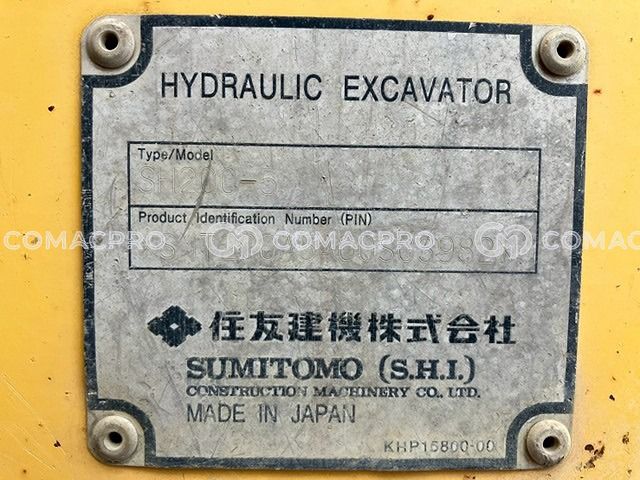 HYDRAULIC EXCAVATOR
Type/Model
Product Identification Number (PIN)
COMACPRO COMACPRO COMACPRO
住友建機株式会社
SUMITOMO (S.H.I.)
CONSTRUCTION MACHINERY CO., LTD.
MADE IN JAPAN
KHP15800-00